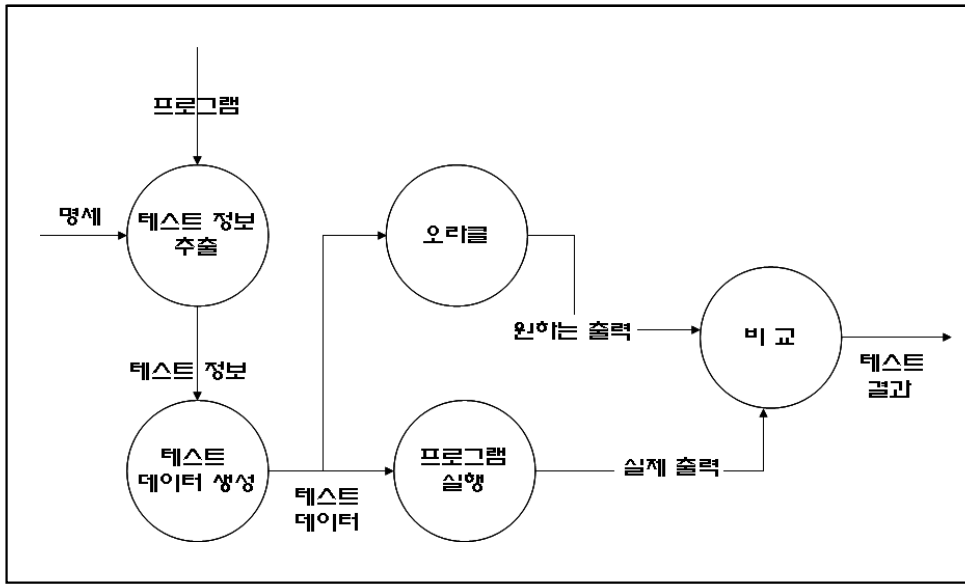 프로그램
명세
테스트 정보
추출
오라클
원하는 출력
비 교
테스트
결과
테스트 정보
테스트
데이터 생성
테스트
데이터
프로그램
실행
실제 출력